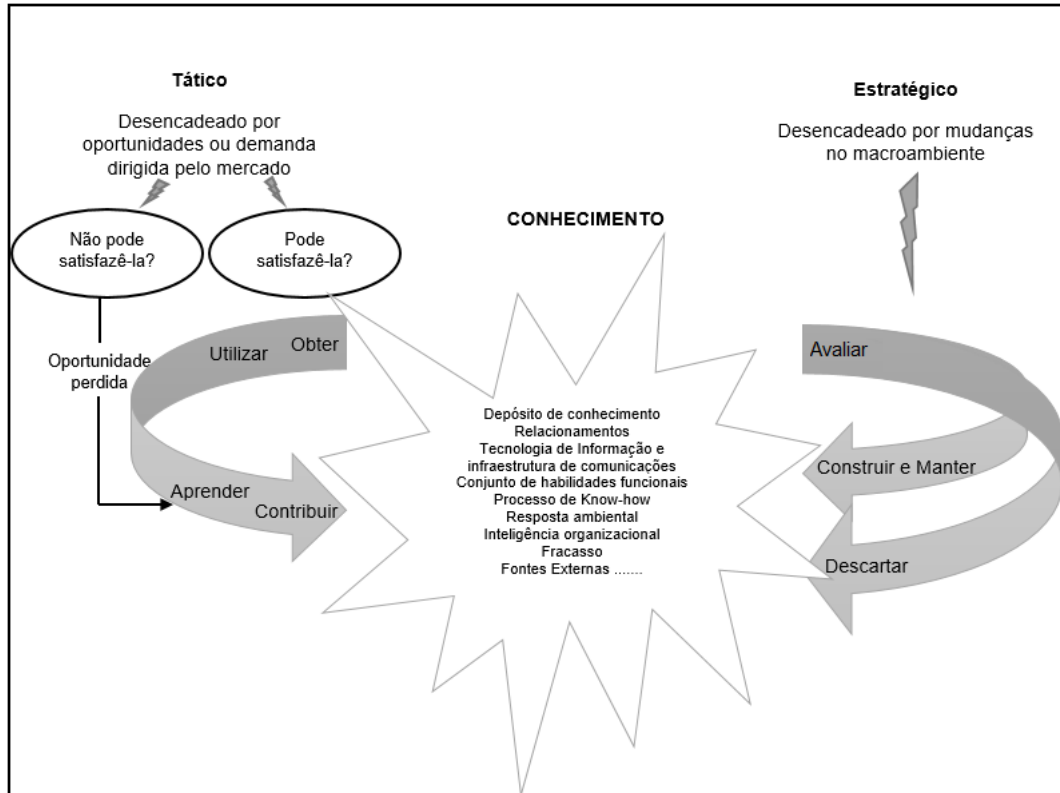 Tático
Desencadeado por
oportunidades ou demanda
dirigida pelo mercado
Não pode
satisfazê-la?
Pode
satisfazê-la?
Oportunidade
perdida
Utilizar
Obter
Aprender
Contribuir
CONHECIMENTO
Depósito de conhecimento
Relacionamentos
Tecnologia de Informação e
infraestrutura de comunicações
Conjunto de habilidades funcionais
Processo de Know-how
Resposta ambiental
Inteligência organizacional
Fracasso
Fontes Externas .......
Estratégico
Desencadeado por mudanças
no macroambiente
Avaliar
Construir e Manter
Descartar